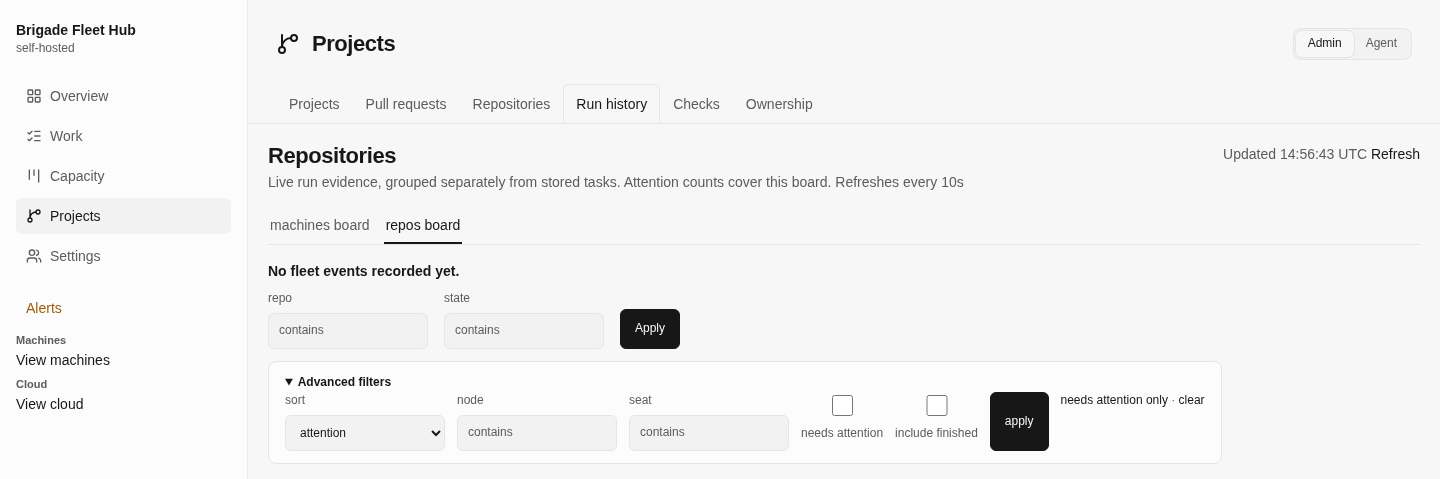 Brigade Fleet Hub
self-hosted
Overview
Work
Capacity
Projects
Settings
Alerts
Machines
View machines
Cloud
View cloud
Projects
Admin Agent
Projects Pull requests Repositories Run history Checks Ownership
Repositories
Updated 14:56:43 UTC Refresh
Live run evidence, grouped separately from stored tasks. Attention counts cover this board. Refreshes every 10s
machines board repos board
No fleet events recorded yet.
repo state
contains contains Apply
Advanced filters
sort node seat needs attention only · clear
attention contains contains needs attention include finished apply